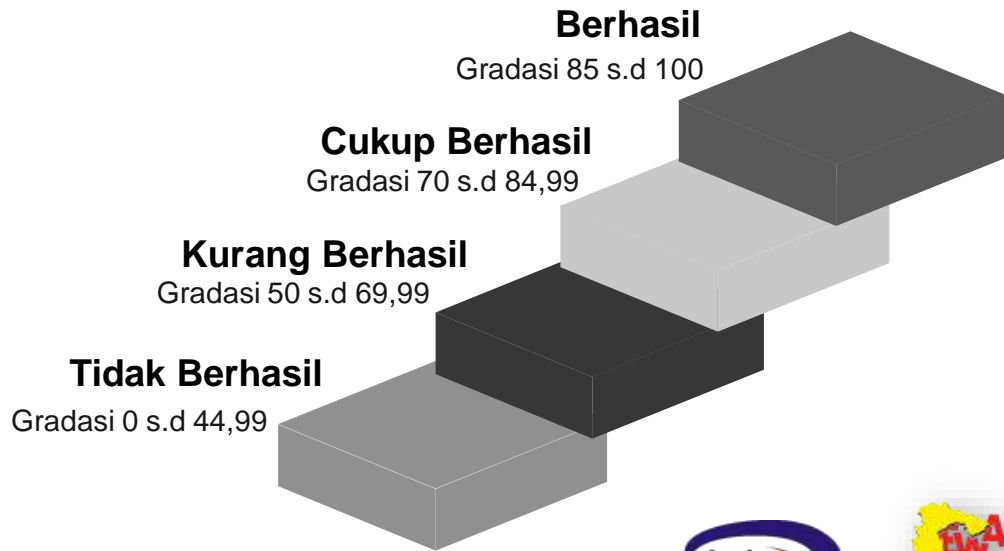 Berhasil
Gradasi 85 s.d 100
Cukup Berhasil
Gradasi 70 s.d 84,99
Kurang Berhasil
Gradasi 50 s.d 69,99
Tidak Berhasil
Gradasi 0 s.d 44,99